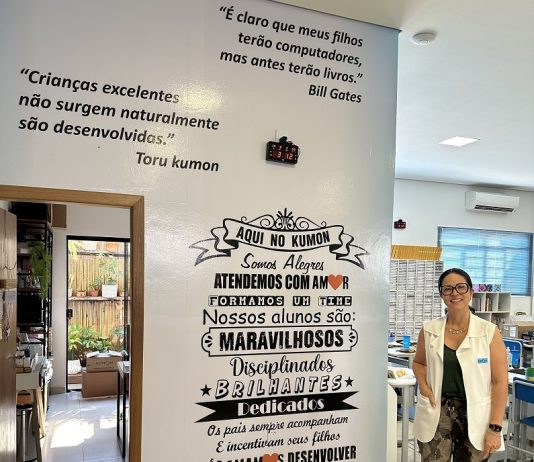 “É claro que meus filhos
terão computadores,
mas antes terão livros.”
Bill Gates
“Crianças excelentes
não surgem naturalmente
são desenvolvidas.”
Toru kumon
AQUI NO KUMON
Somos Alegres
ATENDEMOS COM AM❤R
FORMAMOS UM TIME
Nossos alunos são:
MARAVILHOSOS
Disciplinados
BRILHANTES
Dedicados
Os pais sempre acompanham
E incentivam seus filhos
DESENVOLVER